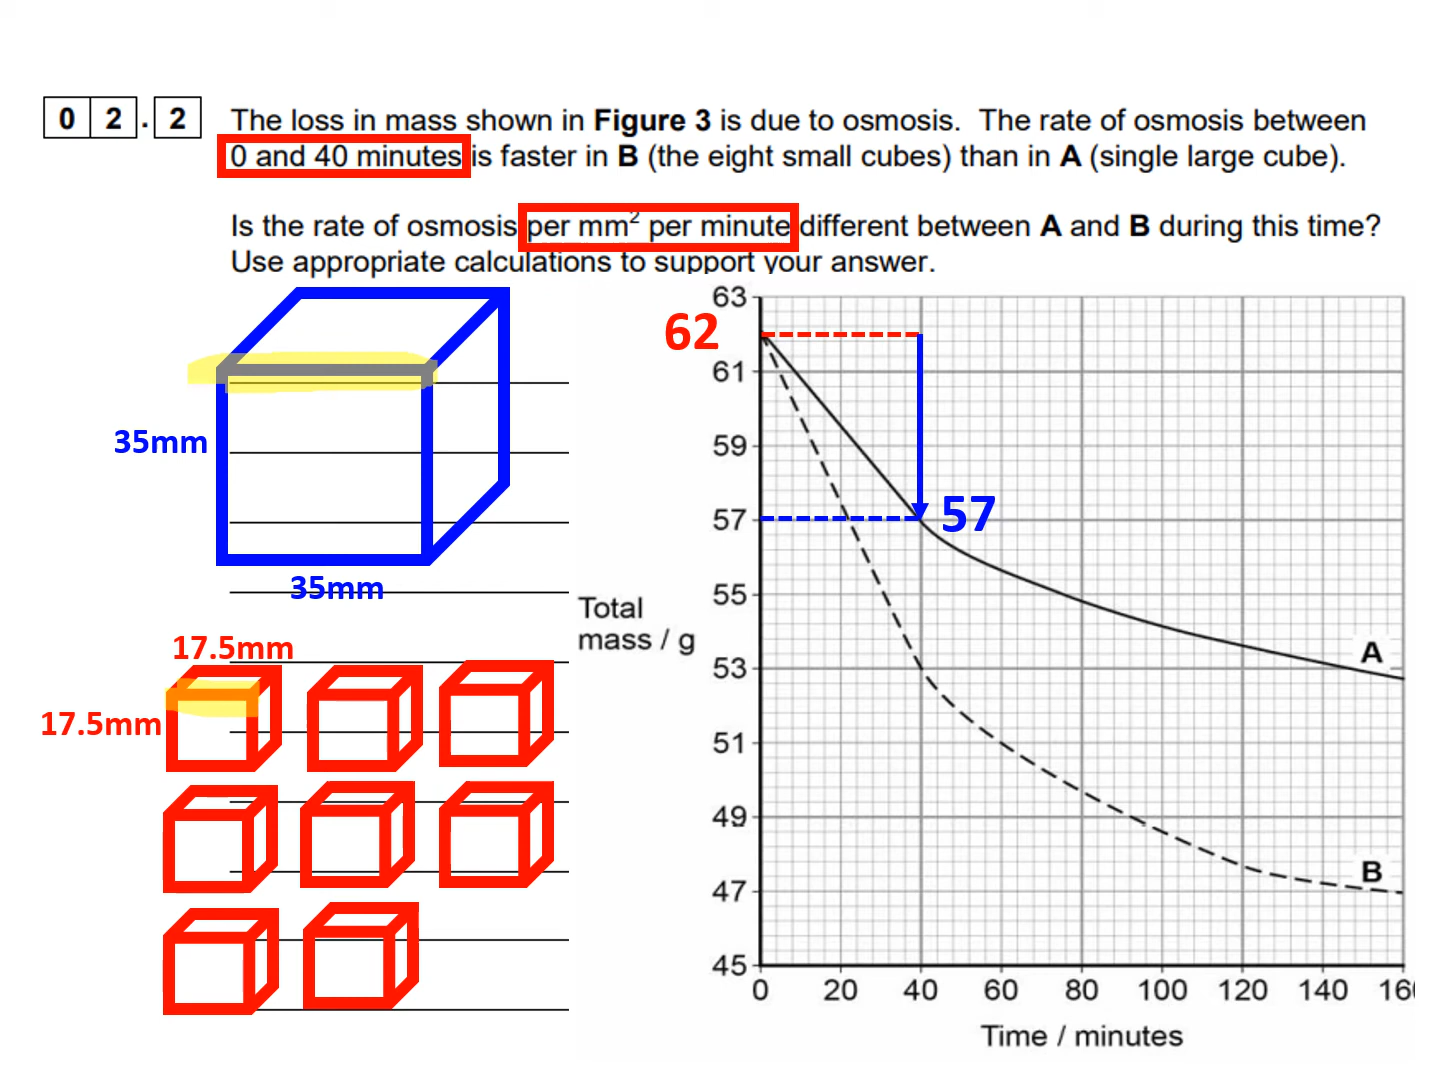 02.2 The loss in mass shown in Figure 3 is due to osmosis. The rate of osmosis between
0 and 40 minutes is faster in B (the eight small cubes) than in A (single large cube).
Is the rate of osmosis per mm² per minute different between A and B during this time?
Use appropriate calculations to support your answer.
35mm
35mm
17.5mm
17.5mm
Total
mass / g
63
61
59
57
55
53
51
49
47
45
62
57
A
B
0 20 40 60 80 100 120 140 160
Time / minutes